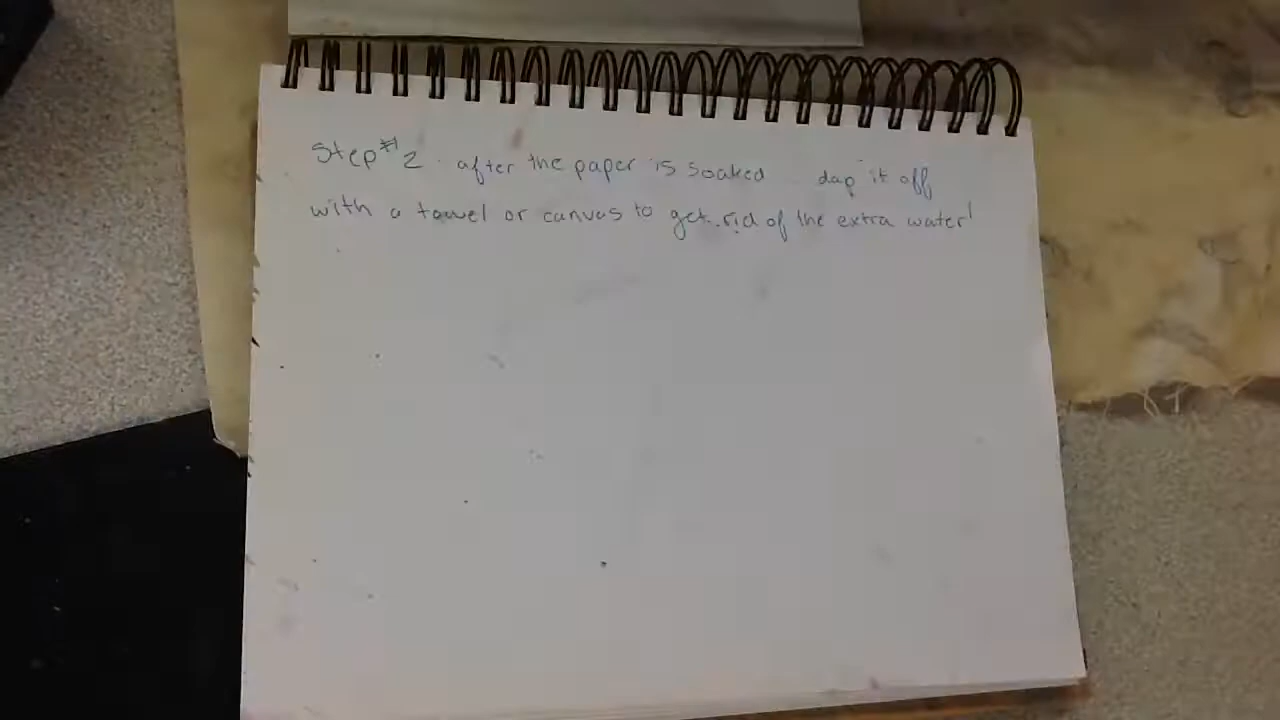 Step #2. after the paper is soaked dap it off
with a towel or canvas to get rid of the extra water!